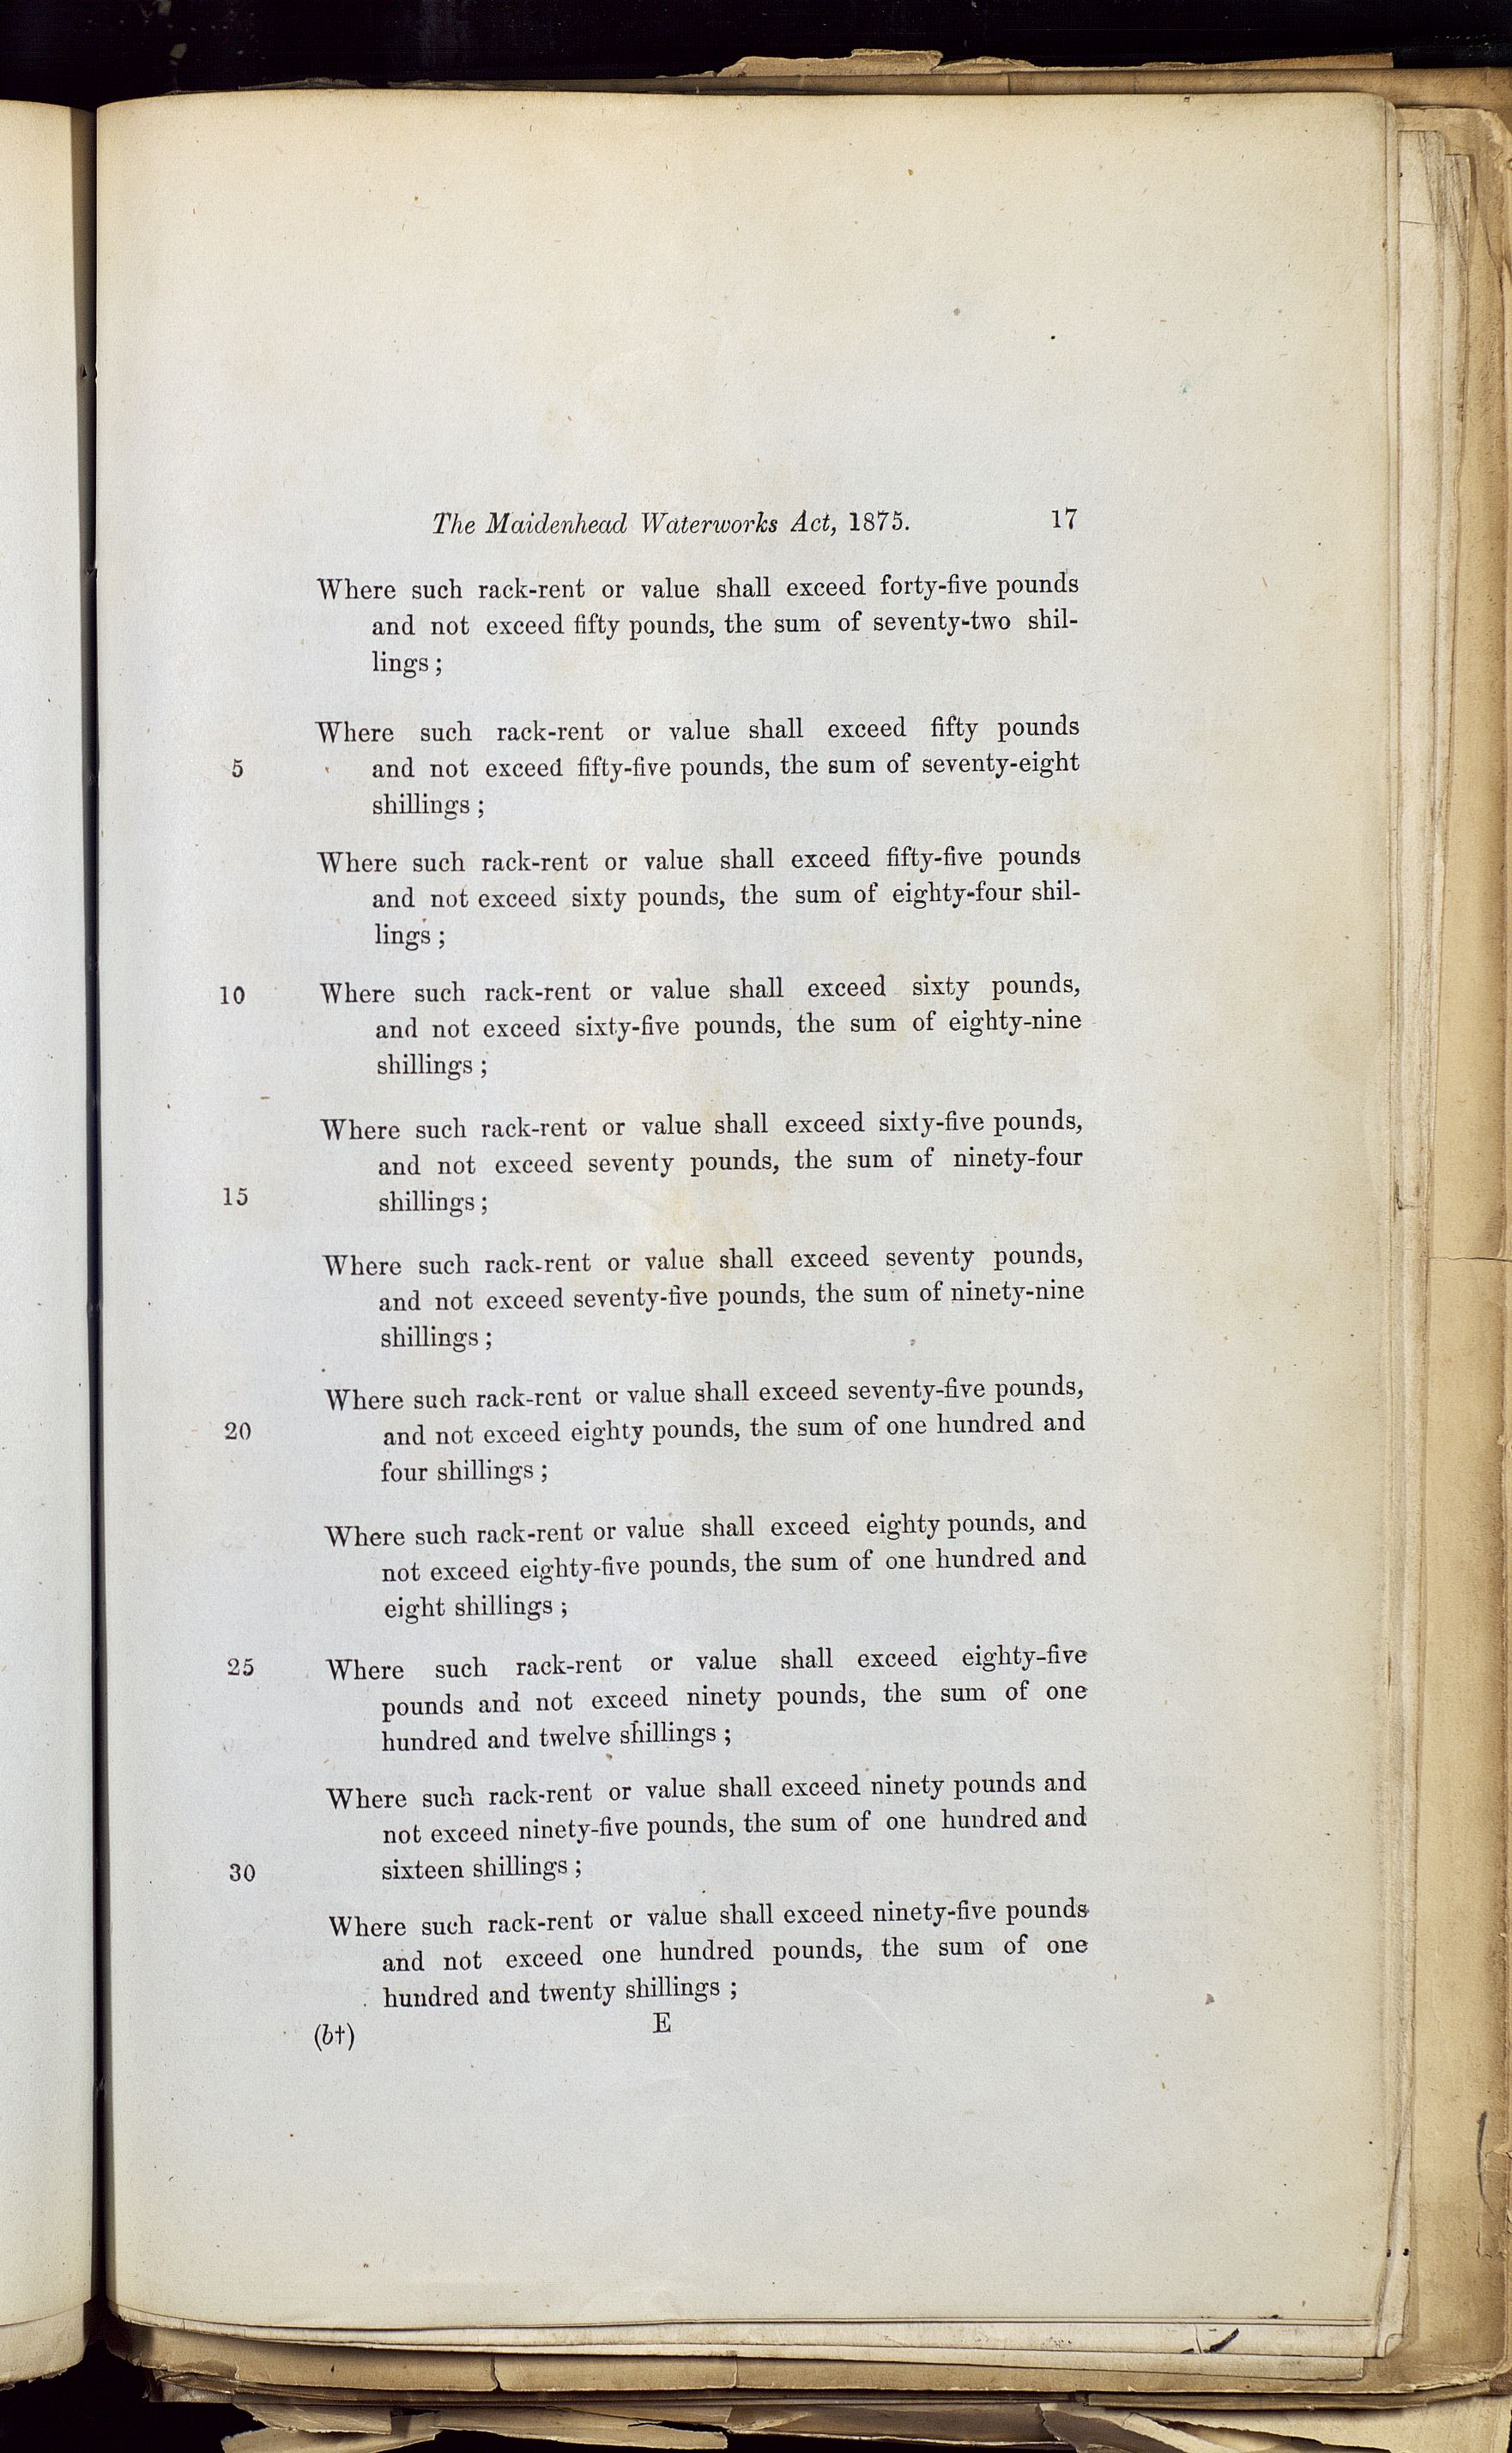 The Maidenhead Waterworks Act, 1875. 17
Where such rack-rent or value shall exceed forty-five pounds
and not exceed fifty pounds, the sum of seventy-two shil-
lings ;
Where such rack-rent or value shall exceed fifty pounds
5 and not exceed fifty-five pounds, the sum of seventy-eight
shillings ;
Where such rack-rent or value shall exceed fifty-five pounds
and not exceed sixty pounds, the sum of eighty-four shil-
lings ;
10 Where such rack-rent or value shall exceed sixty pounds,
and not exceed sixty-five pounds, the sum of eighty-nine
shillings ;
Where such rack-rent or value shall exceed sixty-five pounds,
and not exceed seventy pounds, the sum of ninety-four
15 shillings ;
Where such rack-rent or value shall exceed seventy pounds,
and not exceed seventy-five pounds, the sum of ninety-nine
shillings ;
Where such rack-rent or value shall exceed seventy-five pounds,
20 and not exceed eighty pounds, the sum of one hundred and
four shillings ;
Where such rack-rent or value shall exceed eighty pounds, and
not exceed eighty-five pounds, the sum of one hundred and
eight shillings ;
25 Where such rack-rent or value shall exceed eighty-five
pounds and not exceed ninety pounds, the sum of one
hundred and twelve shillings ;
Where such rack-rent or value shall exceed ninety pounds and
not exceed ninety-five pounds, the sum of one hundred and
30 sixteen shillings ;
Where such rack-rent or value shall exceed ninety-five pounds
and not exceed one hundred pounds, the sum of one
hundred and twenty shillings ;
(b†) E